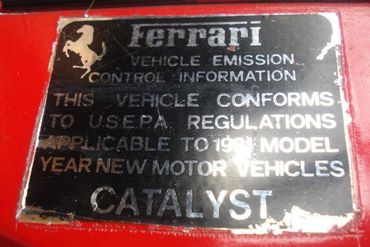 Ferrari
VEHICLE EMISSION
CONTROL INFORMATION
THIS VEHICLE CONFORMS
TO U.S.E.P.A. REGULATIONS
APPLICABLE TO 1981 MODEL
YEAR NEW MOTOR VEHICLES
CATALYST